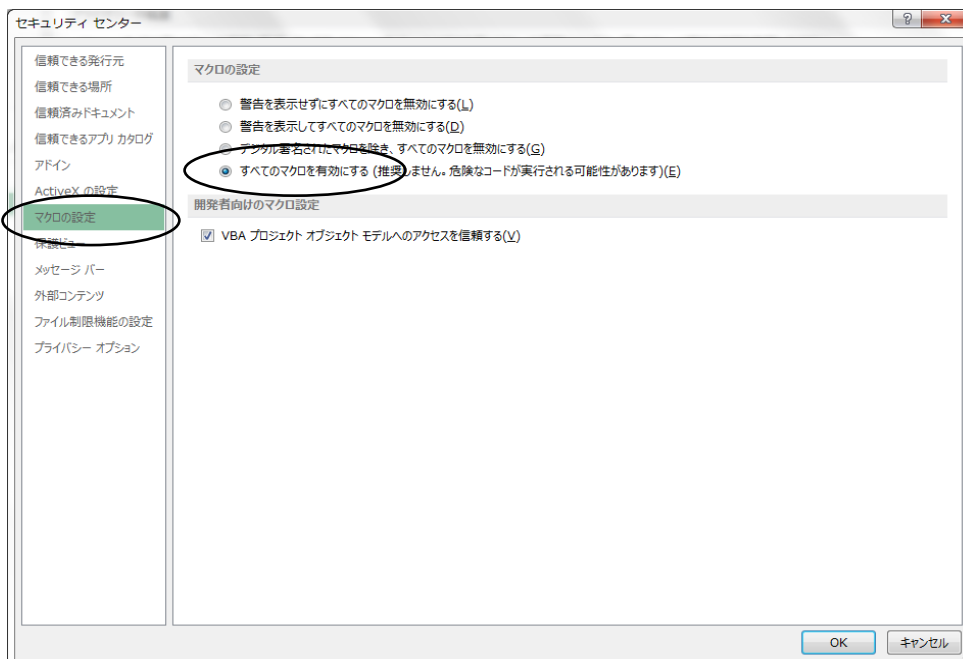 セキュリティ センター
信頼できる発行元
信頼できる場所
信頼済みドキュメント
信頼できるアプリ カタログ
アドイン
ActiveX の設定
マクロの設定
保護ビュー
メッセージ バー
外部コンテンツ
ファイル制限機能の設定
プライバシー オプション
マクロの設定
警告を表示せずにすべてのマクロを無効にする(L)
警告を表示してすべてのマクロを無効にする(D)
デジタル署名されたマクロを除き、すべてのマクロを無効にする(G)
すべてのマクロを有効にする (推奨しません。危険なコードが実行される可能性があります)(E)
開発者向けのマクロ設定
VBA プロジェクト オブジェクト モデルへのアクセスを信頼する(V)
OK
キャンセル